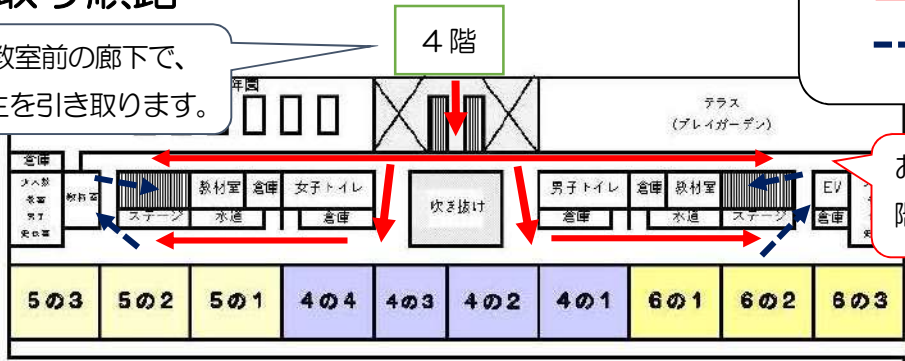 教室前の廊下で、
を引き取ります。
4階
年園
テラス
(プレイガーデン)
倉庫
教材室
教材室 倉庫 女子トイレ
ステージ 水道 倉庫
吹き抜け
男子トイレ 倉庫 教材室
倉庫 水道 ステージ
EV
倉庫
お
階
5の3 5の2 5の1 4の4 4の3 4の2 4の1 6の1 6の2 6の3